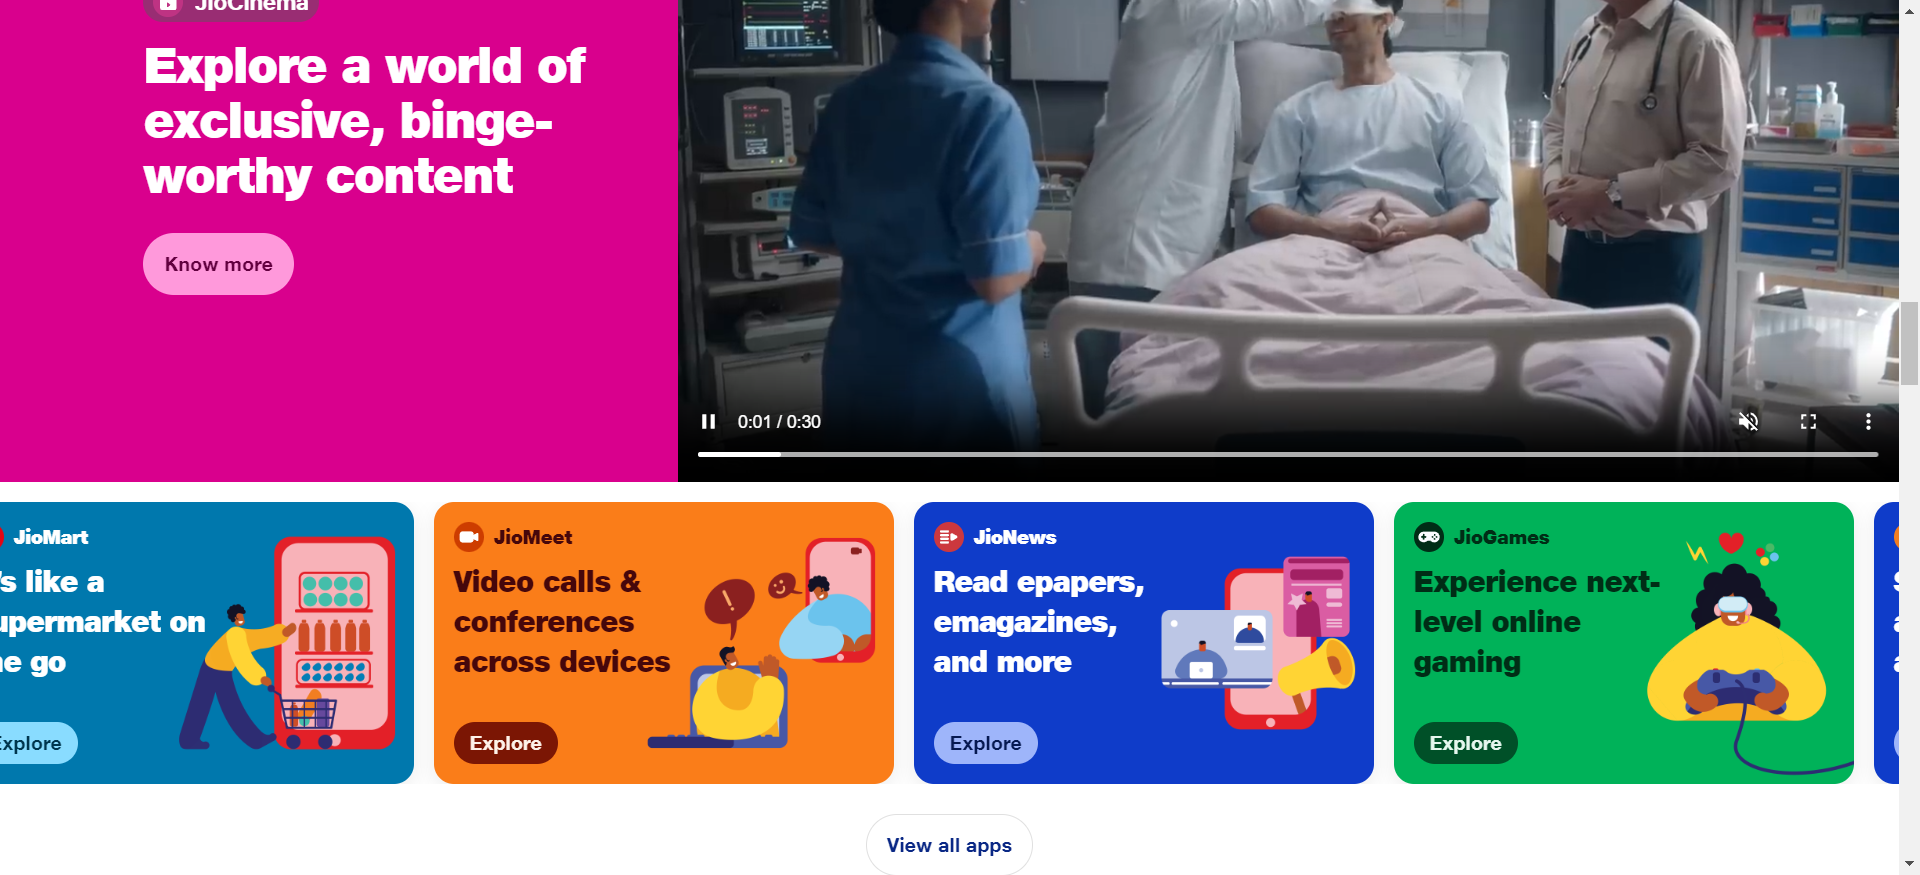 JioCinema
Explore a world of
exclusive, binge-
worthy content
Know more
0:01 / 0:30
JioMart
's like a
upermarket on
e go
Explore
JioMeet
Video calls &
conferences
across devices
Explore
JioNews
Read epapers,
emagazines,
and more
Explore
JioGames
Experience next-
level online
gaming
Explore
View all apps